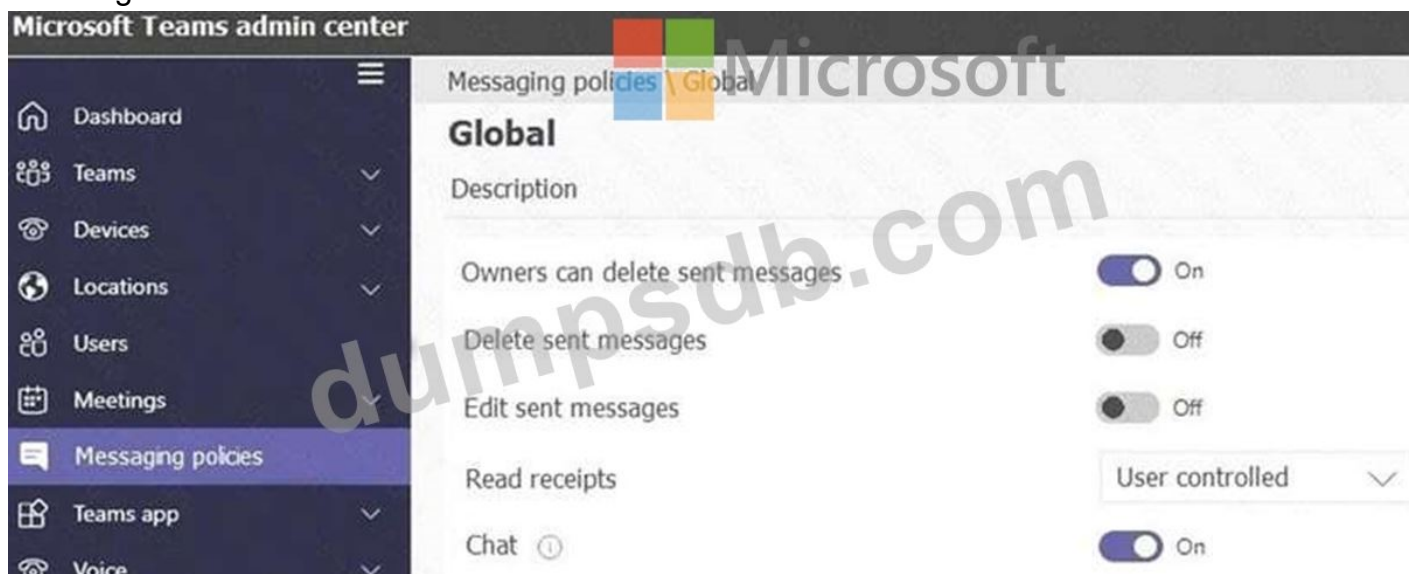 Microsoft Teams admin center
Microsoft
Messaging policies \ Global
Global
Description
Dashboard
Teams
Devices
Locations
Users
Meetings
Messaging policies
Teams app
Voice
Owners can delete sent messages On
Delete sent messages Off
Edit sent messages Off
Read receipts User controlled
Chat On
dumpsdb.com